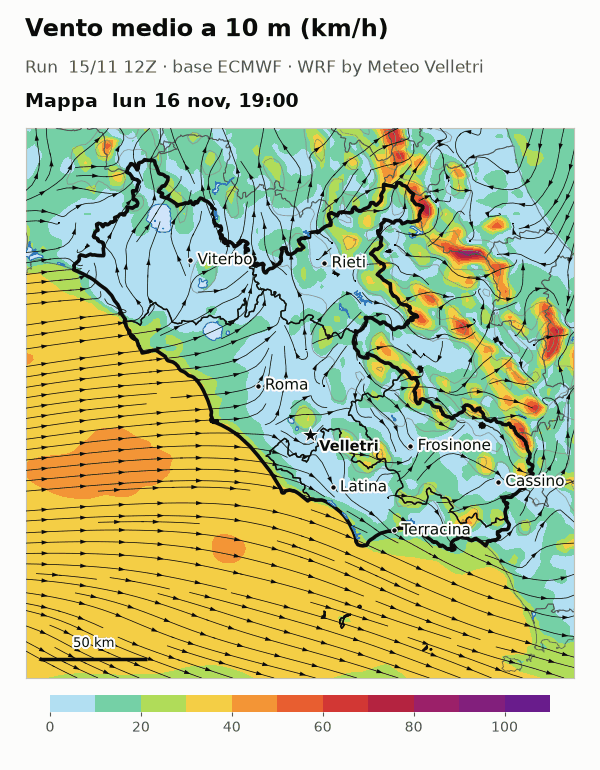 Vento medio a 10 m (km/h)
Run  15/11 12Z · base ECMWF · WRF by Meteo Velletri
Mappa  lun 16 nov, 19:00
Viterbo
Rieti
Roma
Velletri
Frosinone
Latina
Cassino
Terracina
50 km
0 20 40 60 80 100